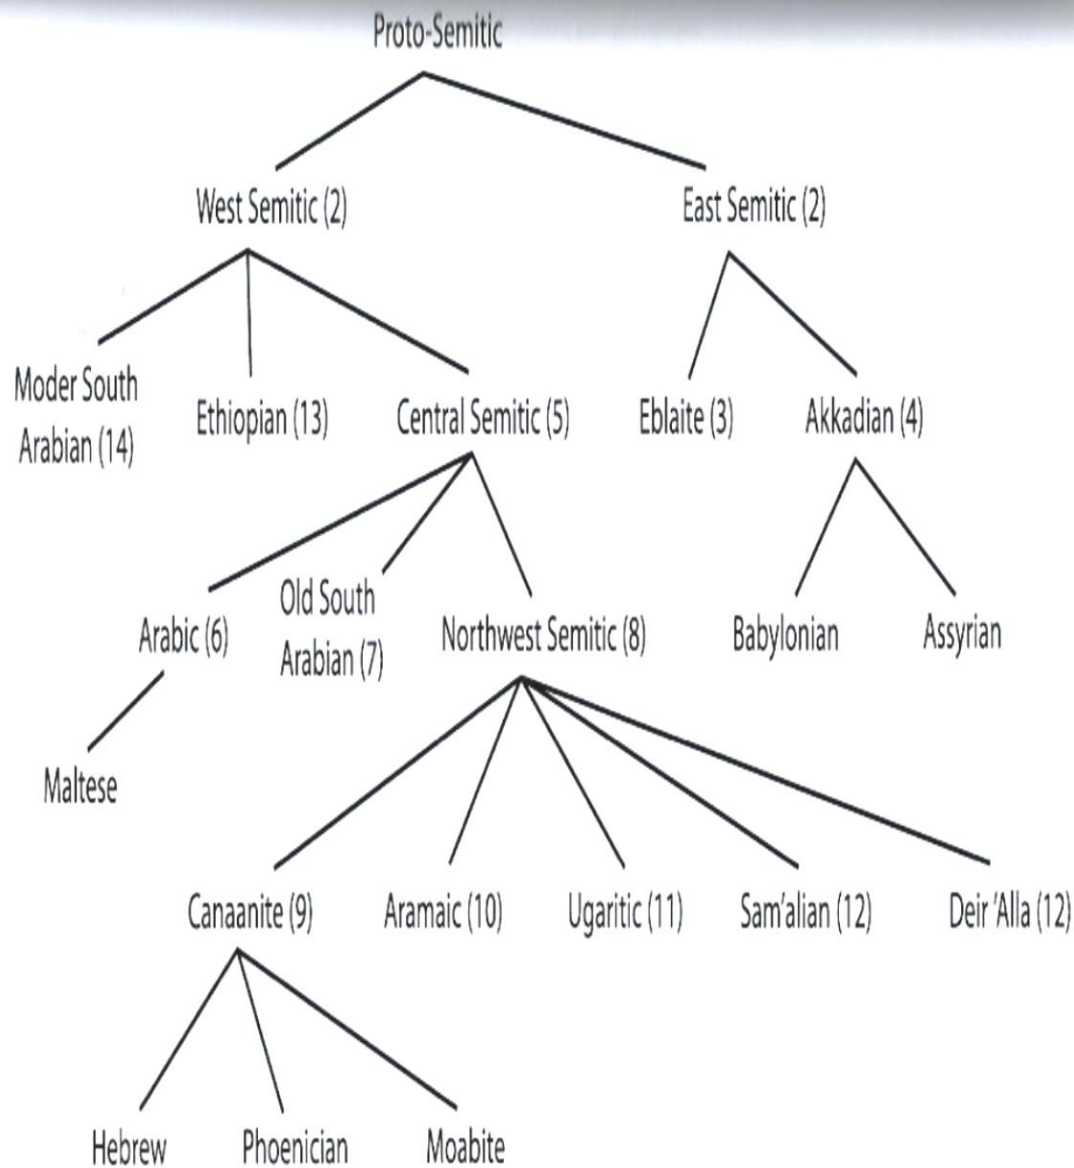 Proto-Semitic
West Semitic (2)
East Semitic (2)
Moder South
Arabian (14)
Ethiopian (13)
Central Semitic (5)
Eblaite (3)
Akkadian (4)
Arabic (6)
Old South
Arabian (7)
Northwest Semitic (8)
Babylonian
Assyrian
Maltese
Canaanite (9)
Aramaic (10)
Ugaritic (11)
Sam'alian (12)
Deir 'Alla (12)
Hebrew
Phoenician
Moabite